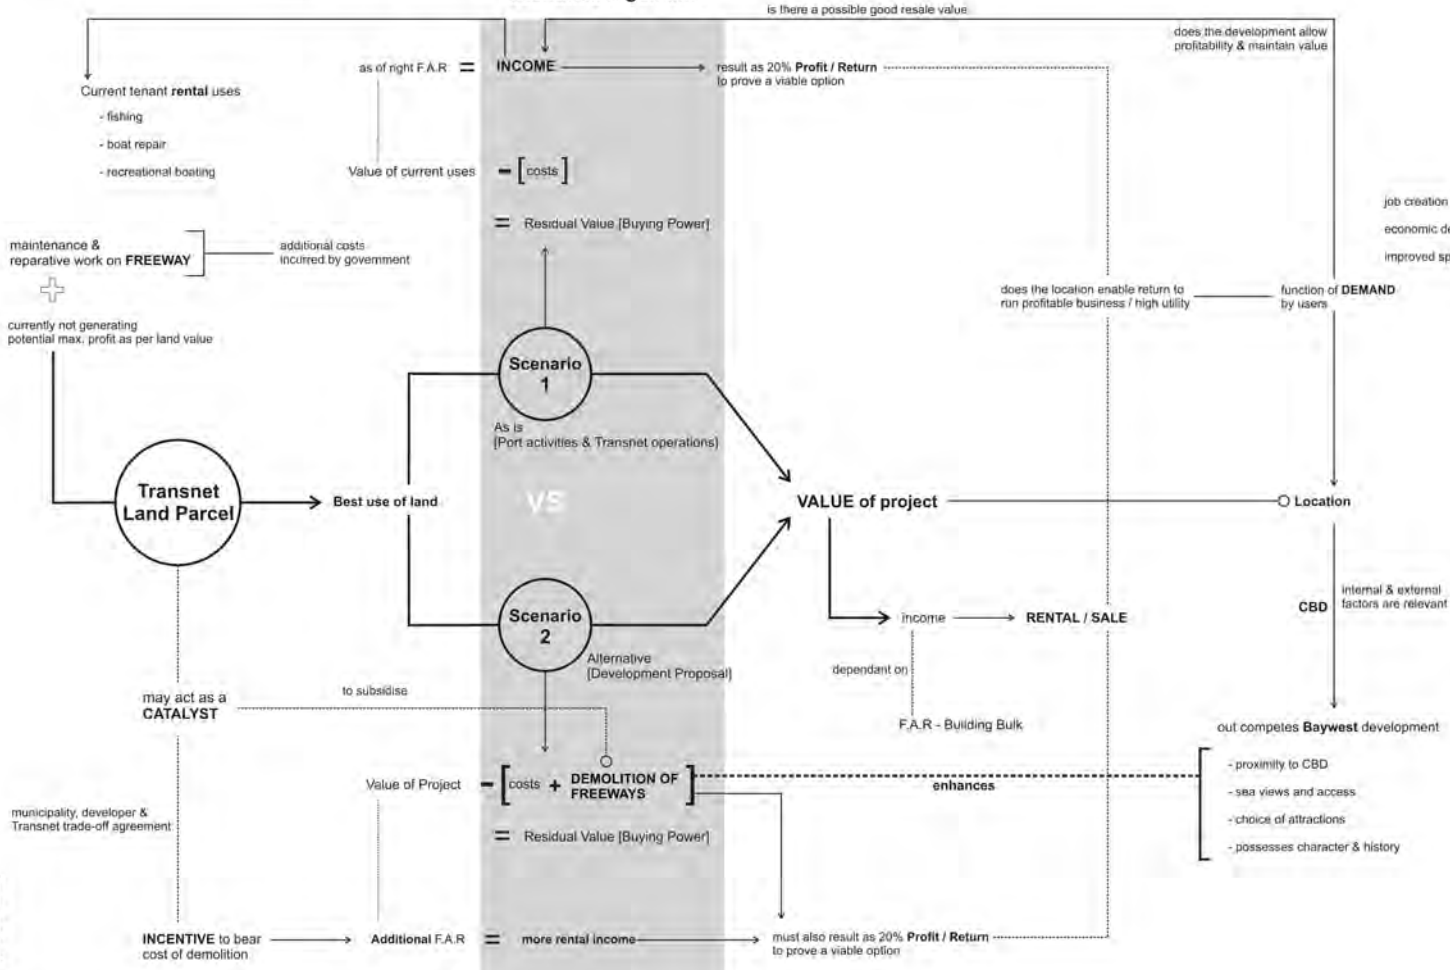 is there a possible good resale value
does the development allow
profitability & maintain value
as of right F.A.R = INCOME
result as 20% Profit / Return
to prove a viable option
Current tenant rental uses
- fishing
- boat repair
- recreational boating
Value of current uses - [costs]
= Residual Value [Buying Power]
job creation
economic de
improved sp
maintenance &
reparative work on FREEWAY
additional costs
incurred by government
currently not generating
potential max. profit as per land value
does the location enable return to
run profitable business / high utility
function of DEMAND
by users
Scenario
1
As is
[Port activities & Transnet operations]
Transnet
Land Parcel
Best use of land
VS
VALUE of project
Location
Scenario
2
Alternative
[Development Proposal]
income
RENTAL / SALE
CBD
internal & external
factors are relevant
dependant on
F.A.R - Building Bulk
may act as a
CATALYST
to subsidise
out competes Baywest development
- proximity to CBD
- sea views and access
- choice of attractions
- possesses character & history
Value of Project - [costs + DEMOLITION OF
FREEWAYS]
enhances
= Residual Value [Buying Power]
municipality, developer &
Transnet trade-off agreement
INCENTIVE to bear
cost of demolition
Additional F.A.R = more rental income
must also result as 20% Profit / Return
to prove a viable option